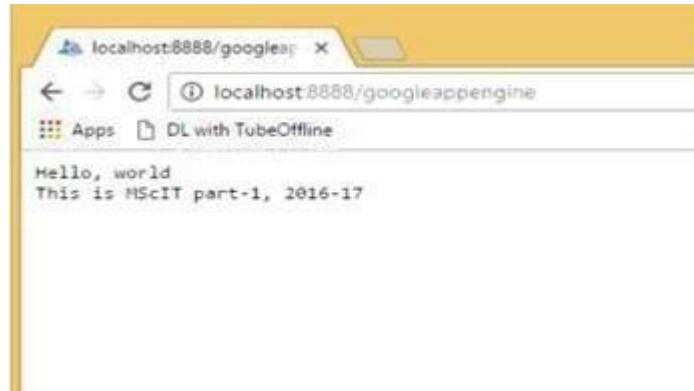 localhost:8888/googleap
localhost:8888/googleappengine
Apps DL with TubeOffline
Hello, world
This is MScIT part-1, 2016-17